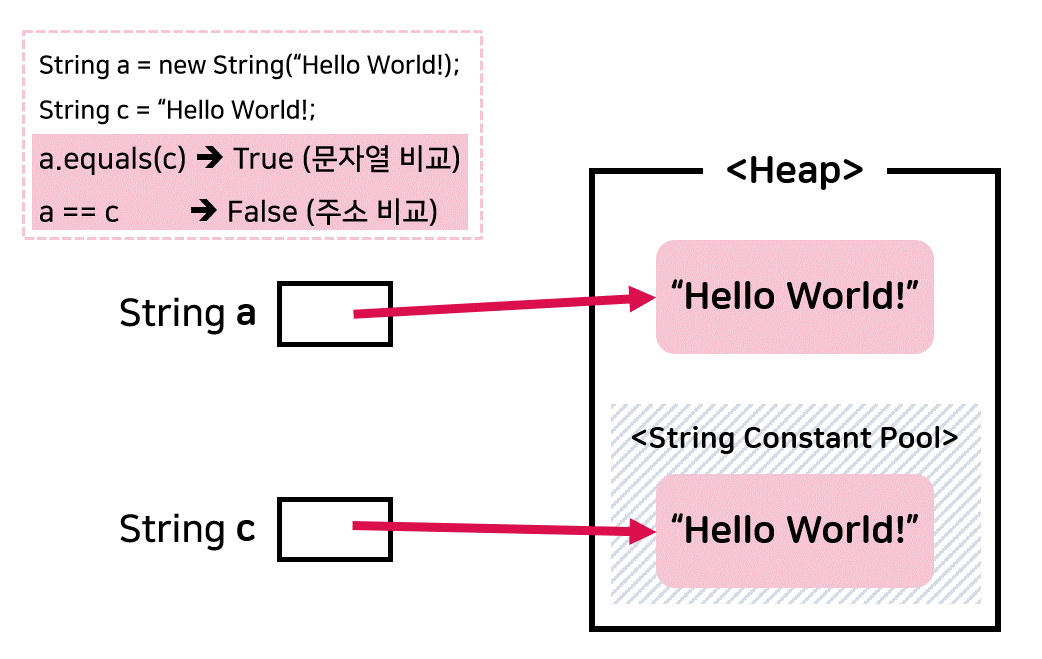 String a = new String(“Hello World!);
String c = “Hello World!;
a.equals(c) ➔ True (문자열 비교)
a == c ➔ False (주소 비교)
<Heap>
String a
“Hello World!”
<String Constant Pool>
String c
“Hello World!”